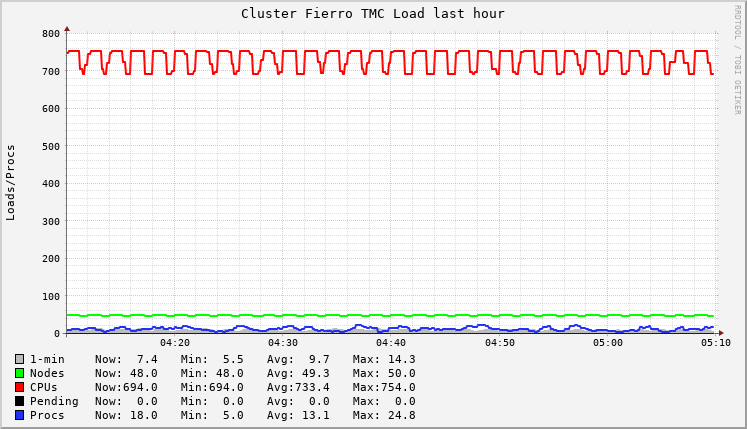 Cluster Fierro TMC Load last hour
RRDTOOL / TOBI OETIKER
Loads/Procs
800
700
600
500
400
300
200
100
0
04:20 04:30 04:40 04:50 05:00 05:10
1-min Now: 7.4 Min: 5.5 Avg: 9.7 Max: 14.3
Nodes Now: 48.0 Min: 48.0 Avg: 49.3 Max: 50.0
CPUs Now:694.0 Min:694.0 Avg:733.4 Max:754.0
Pending Now: 0.0 Min: 0.0 Avg: 0.0 Max: 0.0
Procs Now: 18.0 Min: 5.0 Avg: 13.1 Max: 24.8